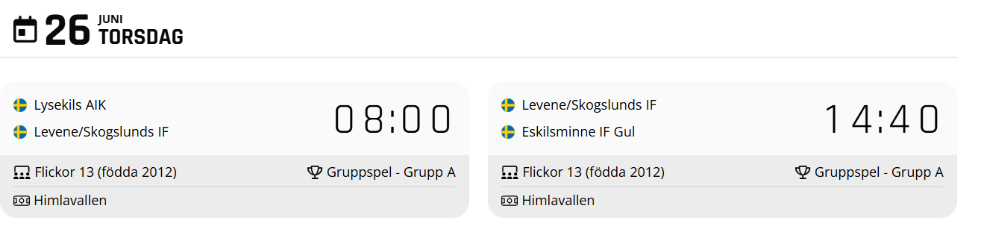 26 JUNI
TORSDAG
Lysekils AIK
Levene/Skogslunds IF
08:00
Flickor 13 (födda 2012)
Gruppspel - Grupp A
Himlavallen
Levene/Skogslunds IF
Eskilsminne IF Gul
14:40
Flickor 13 (födda 2012)
Gruppspel - Grupp A
Himlavallen